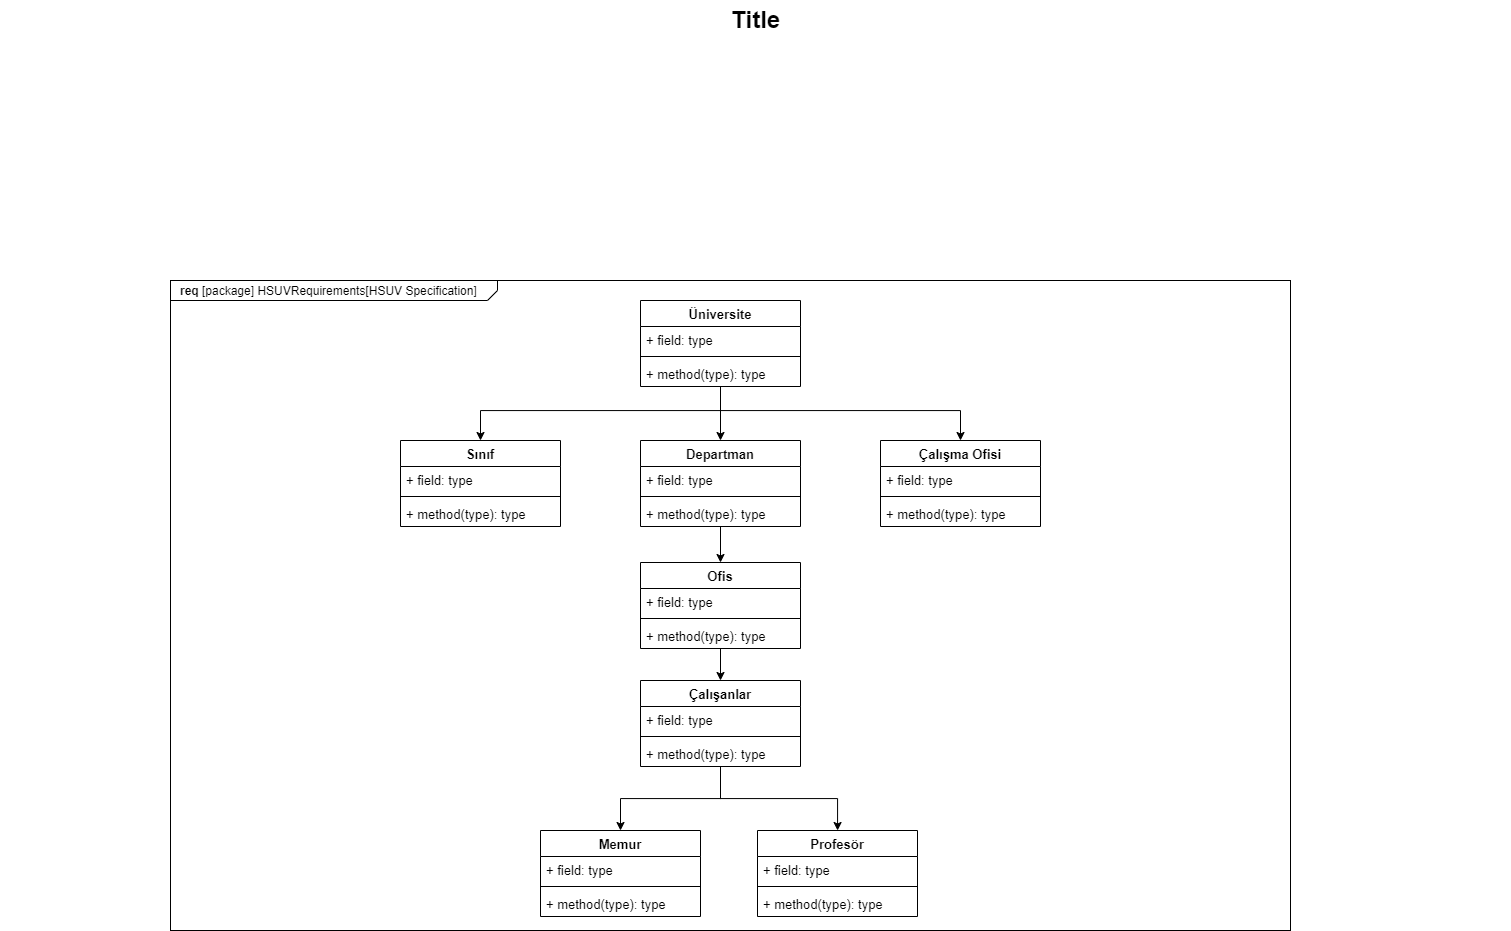 Title
req [package] HSUVRequirements[HSUV Specification]
Üniversite
+ field: type
+ method(type): type
Sınıf
+ field: type
+ method(type): type
Departman
+ field: type
+ method(type): type
Çalışma Ofisi
+ field: type
+ method(type): type
Ofis
+ field: type
+ method(type): type
Çalışanlar
+ field: type
+ method(type): type
Memur
+ field: type
+ method(type): type
Profesör
+ field: type
+ method(type): type